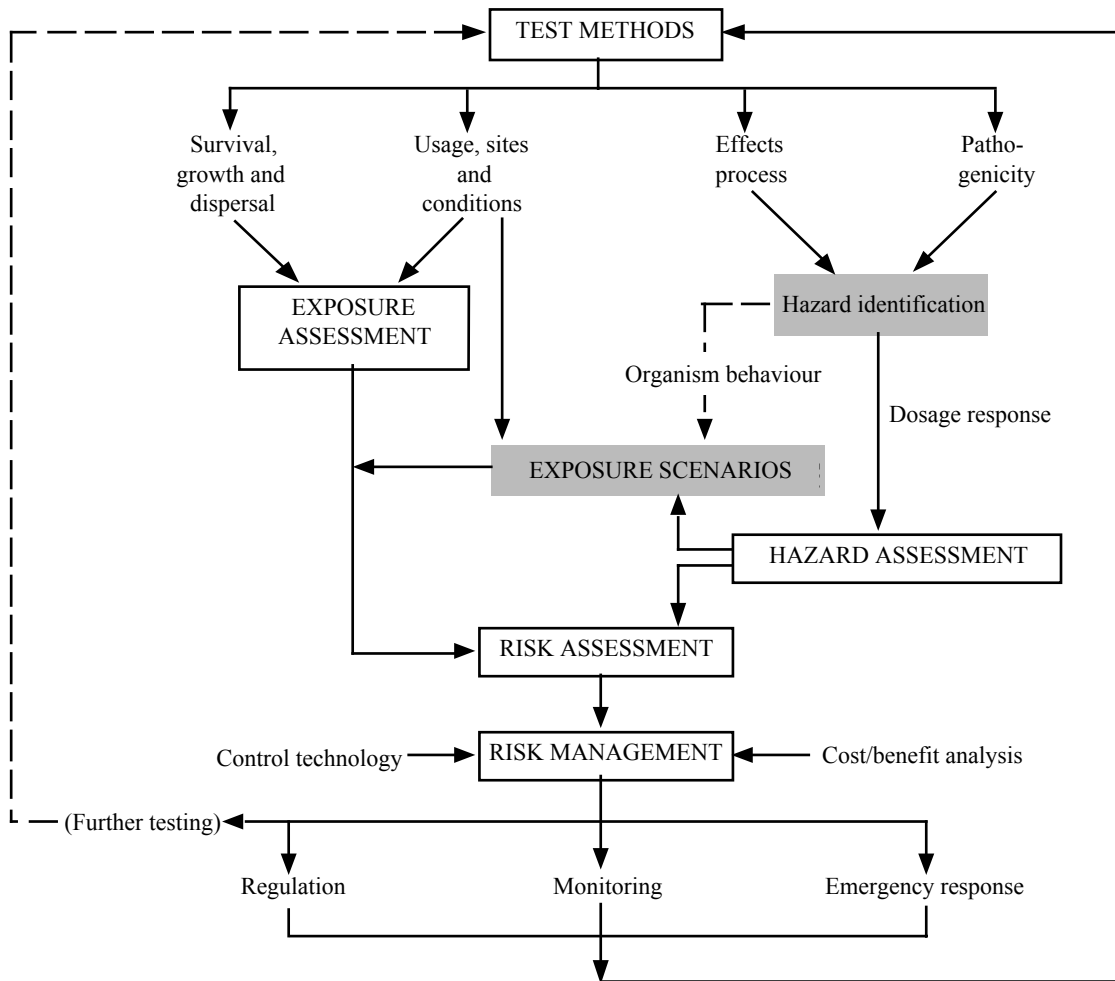 TEST METHODS
Survival,
growth and
dispersal
Usage, sites
and
conditions
Effects
process
Patho-
genicity
EXPOSURE
ASSESSMENT
Hazard identification
Organism behaviour
Dosage response
EXPOSURE SCENARIOS
HAZARD ASSESSMENT
RISK ASSESSMENT
Control technology
RISK MANAGEMENT
Cost/benefit analysis
(Further testing)
Regulation
Monitoring
Emergency response